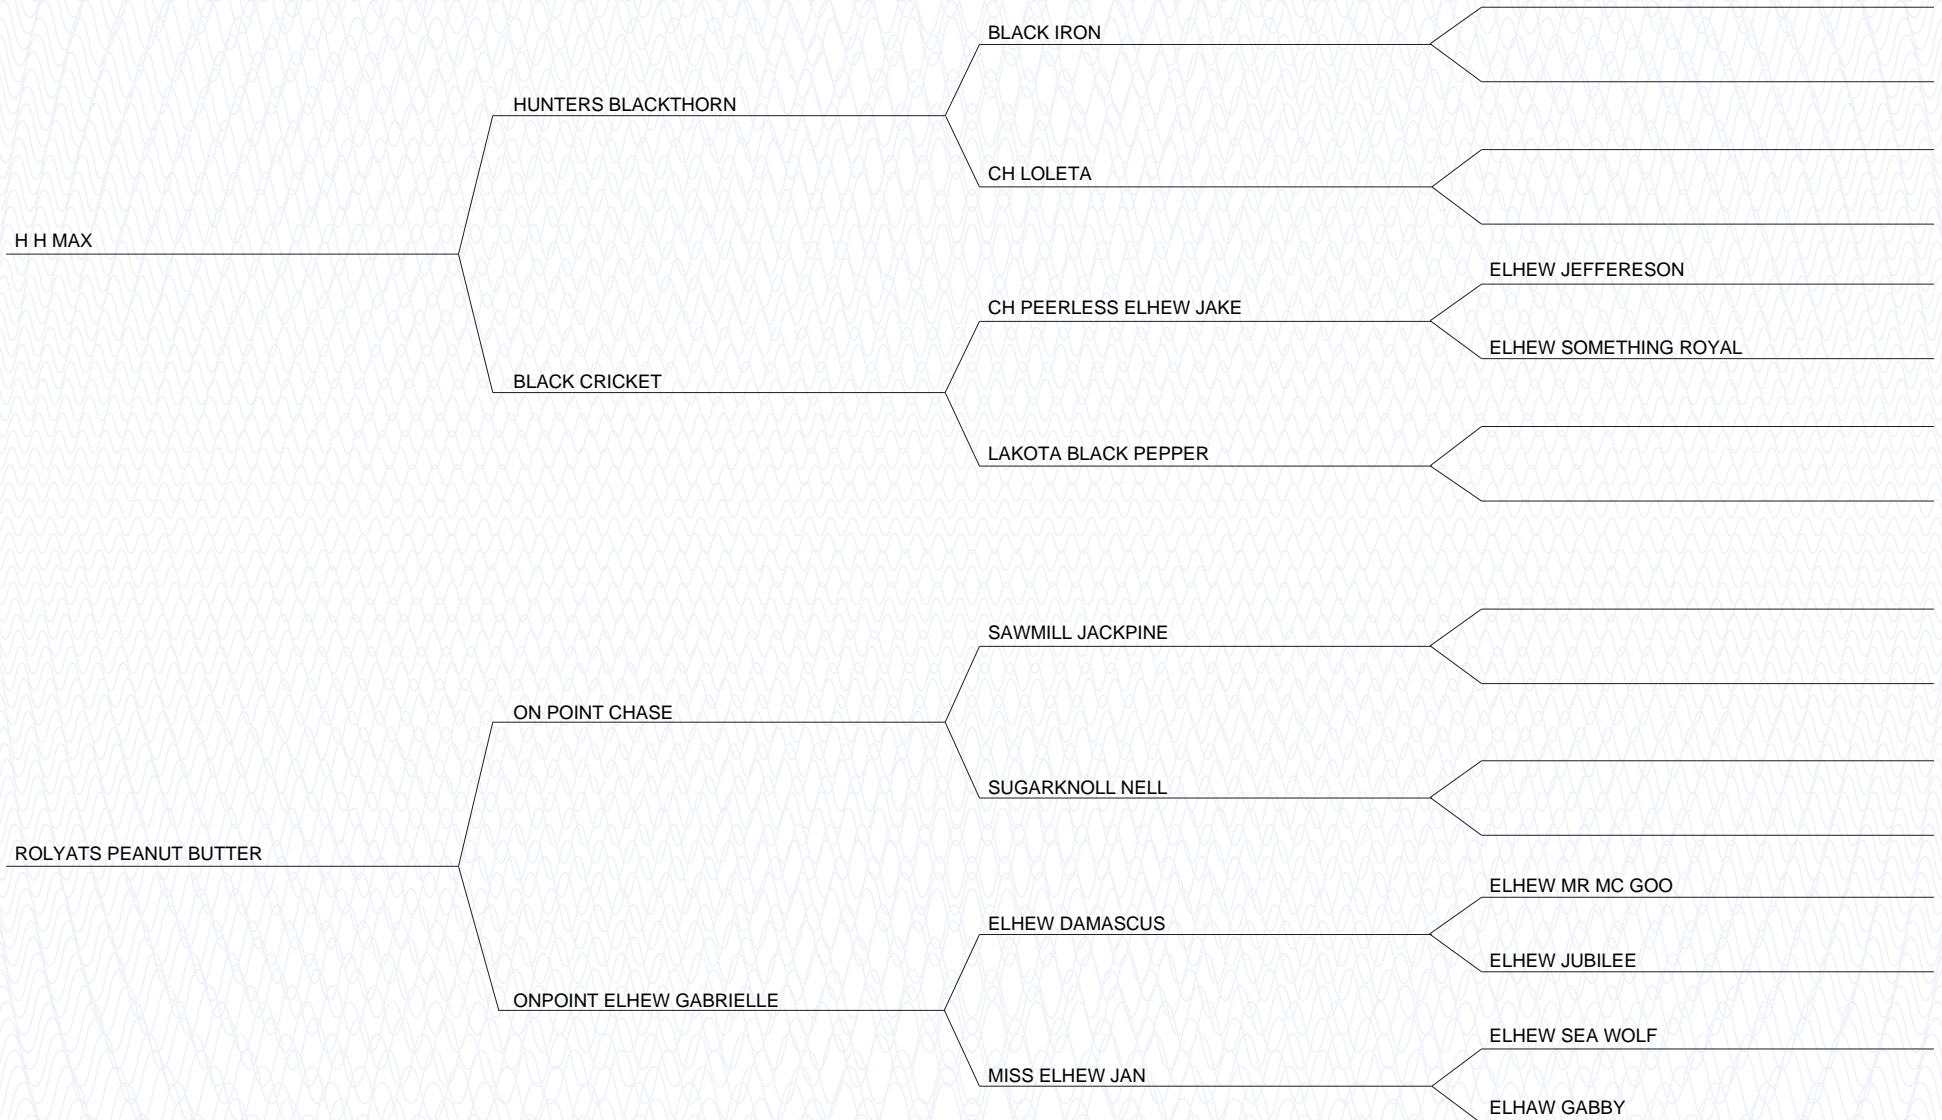 BLACK IRON
HUNTERS BLACKTHORN
CH LOLETA
H H MAX
ELHEW JEFFERESON
CH PEERLESS ELHEW JAKE
ELHEW SOMETHING ROYAL
BLACK CRICKET
LAKOTA BLACK PEPPER
SAWMILL JACKPINE
ON POINT CHASE
SUGARKNOLL NELL
ROLYATS PEANUT BUTTER
ELHEW MR MC GOO
ELHEW DAMASCUS
ELHEW JUBILEE
ONPOINT ELHEW GABRIELLE
ELHEW SEA WOLF
MISS ELHEW JAN
ELHAW GABBY